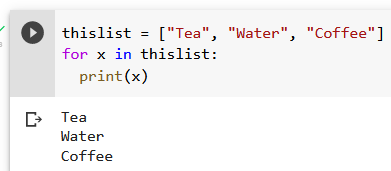 thislist = ["Tea", "Water", "Coffee"]
for x in thislist:
  print(x)
Tea
Water
Coffee